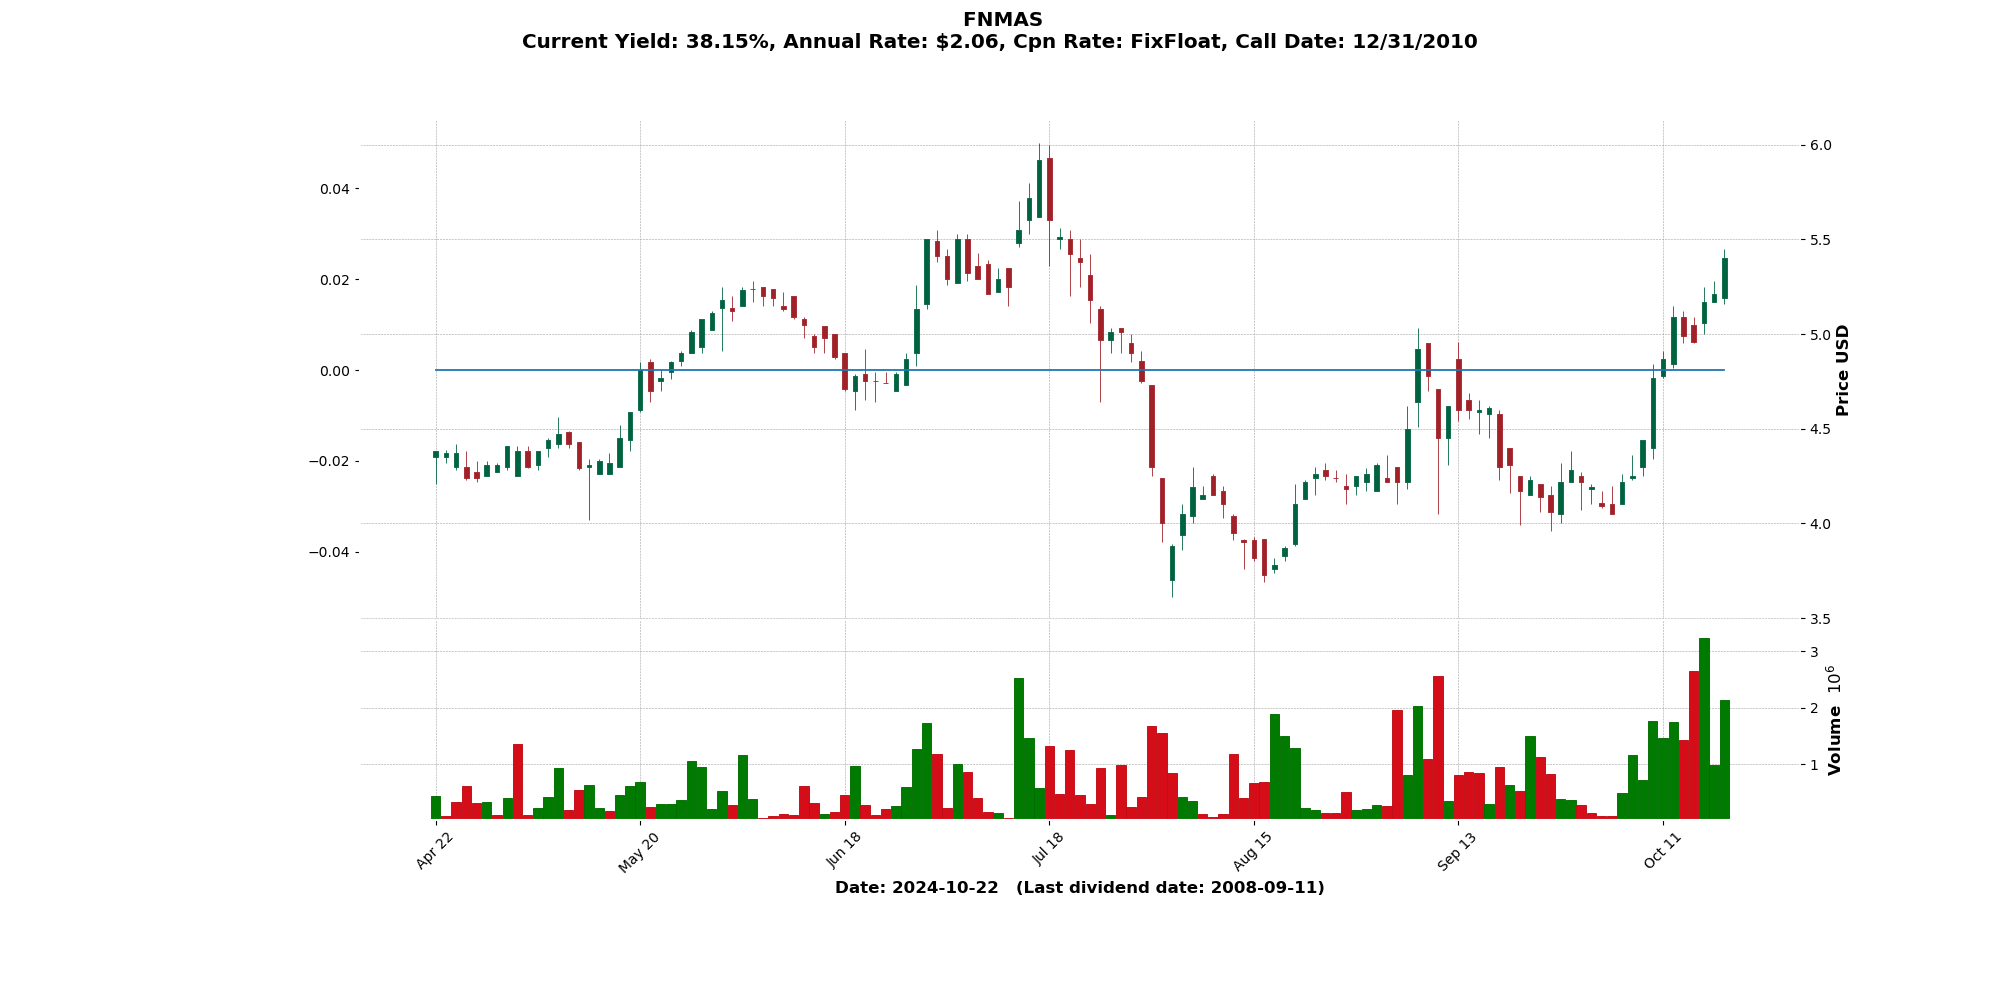 FNMAS
Current Yield: 38.15%, Annual Rate: $2.06, Cpn Rate: FixFloat, Call Date: 12/31/2010
0.04
0.02
0.00
−0.02
−0.04
6.0
5.5
5.0
4.5
4.0
3.5
Price USD
3
2
1
Volume 10^6
Apr 22
May 20
Jun 18
Jul 18
Aug 15
Sep 13
Oct 11
Date: 2024-10-22 (Last dividend date: 2008-09-11)